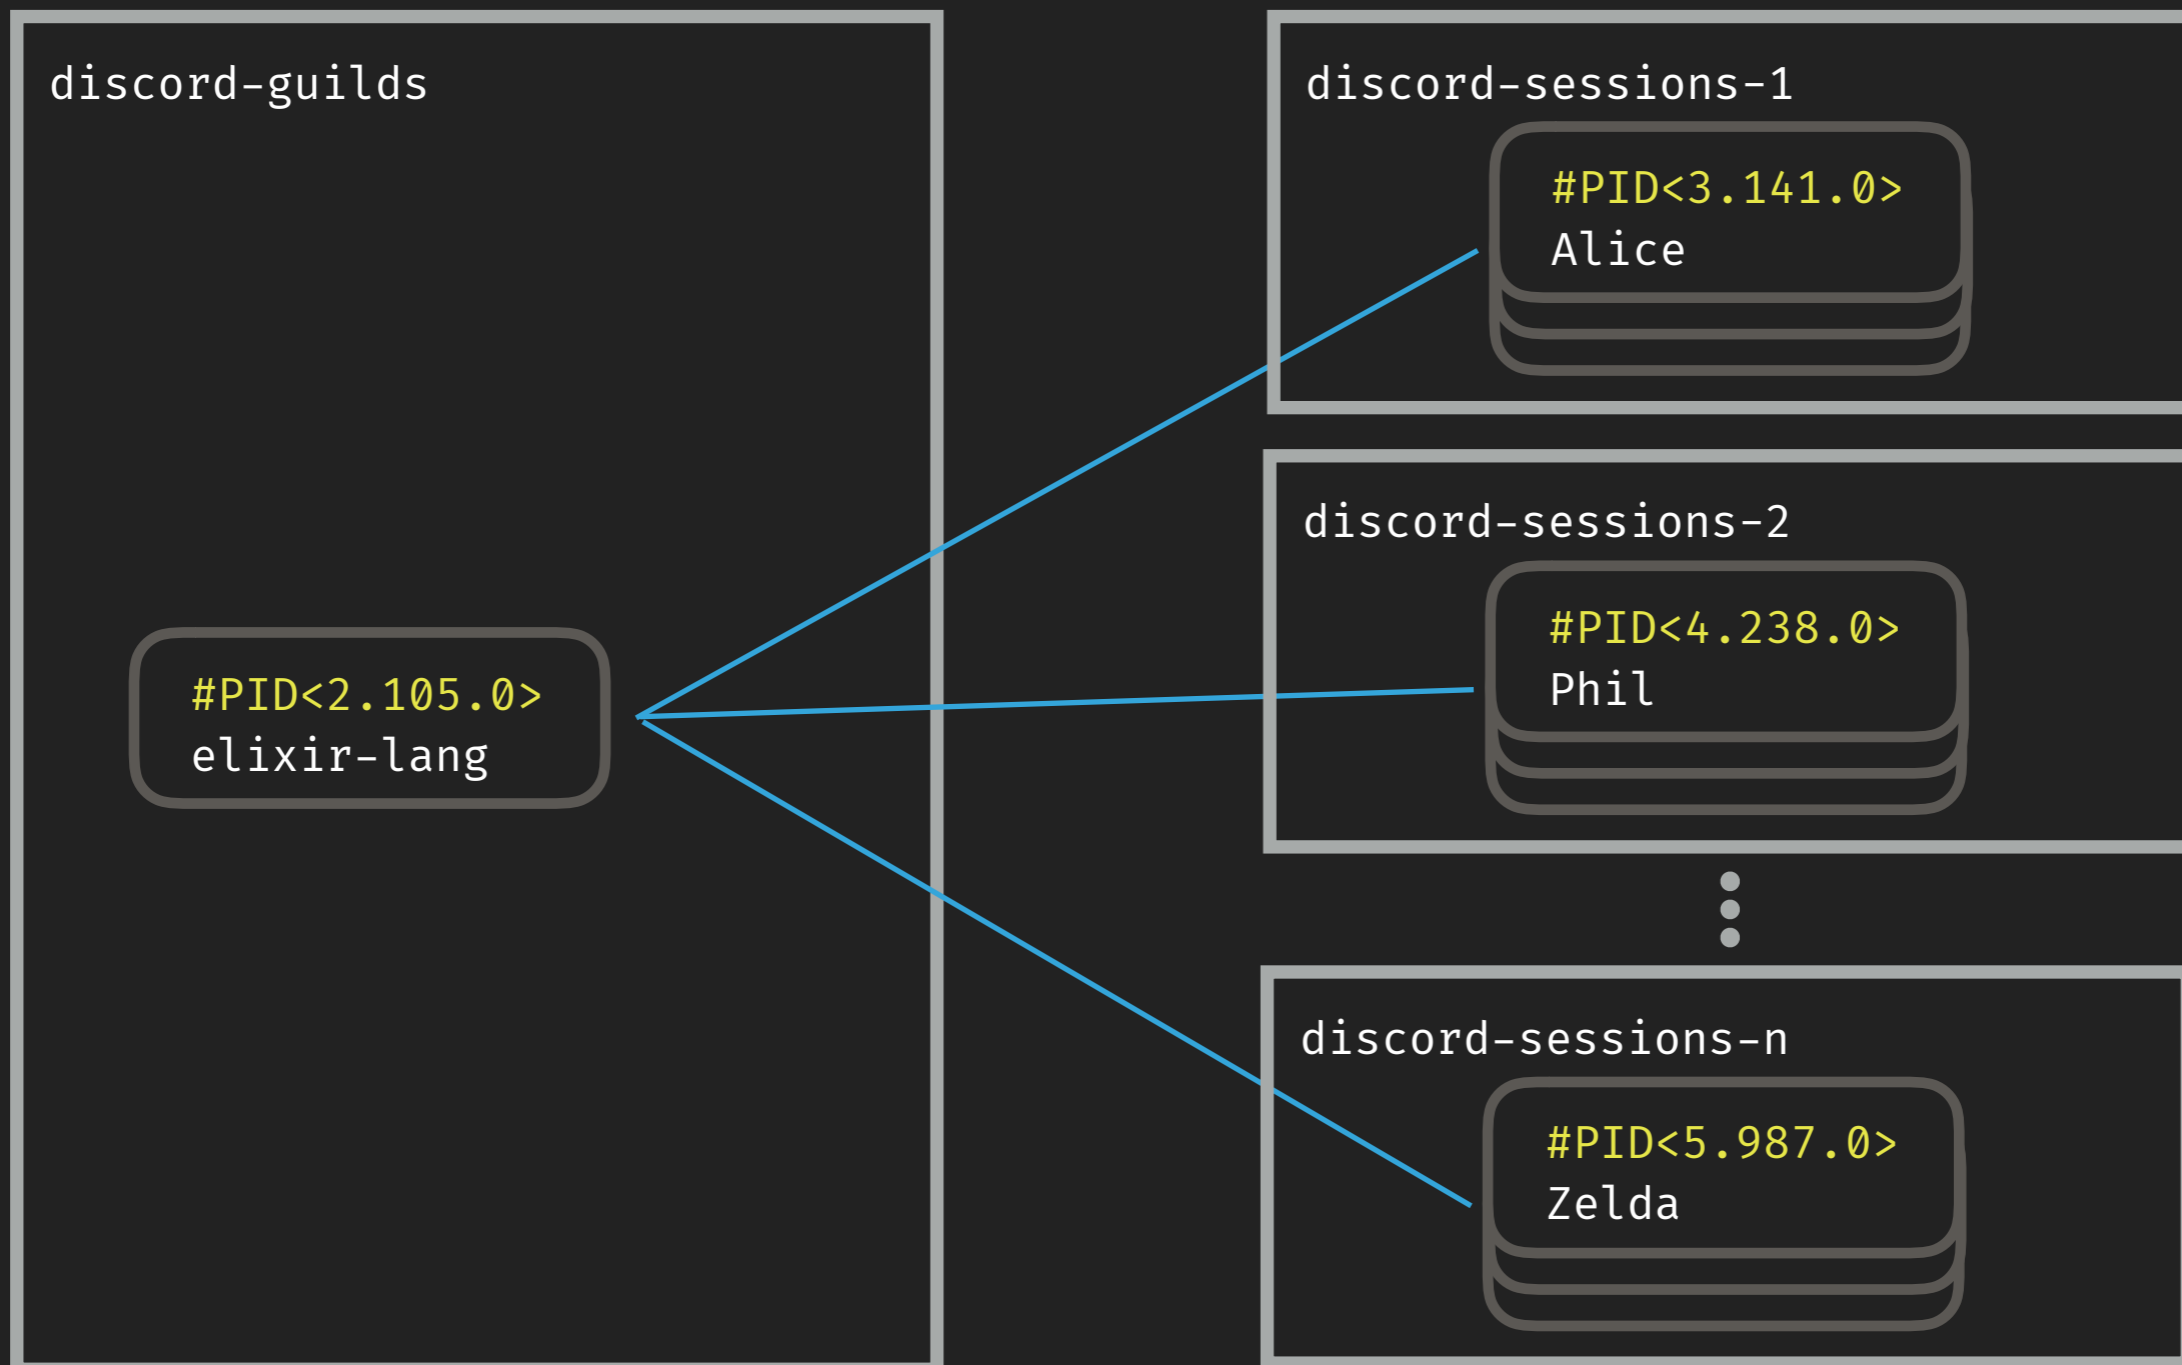 discord-guilds
#PID<2.105.0>
elixir-lang
discord-sessions-1
#PID<3.141.0>
Alice
discord-sessions-2
#PID<4.238.0>
Phil
discord-sessions-n
#PID<5.987.0>
Zelda